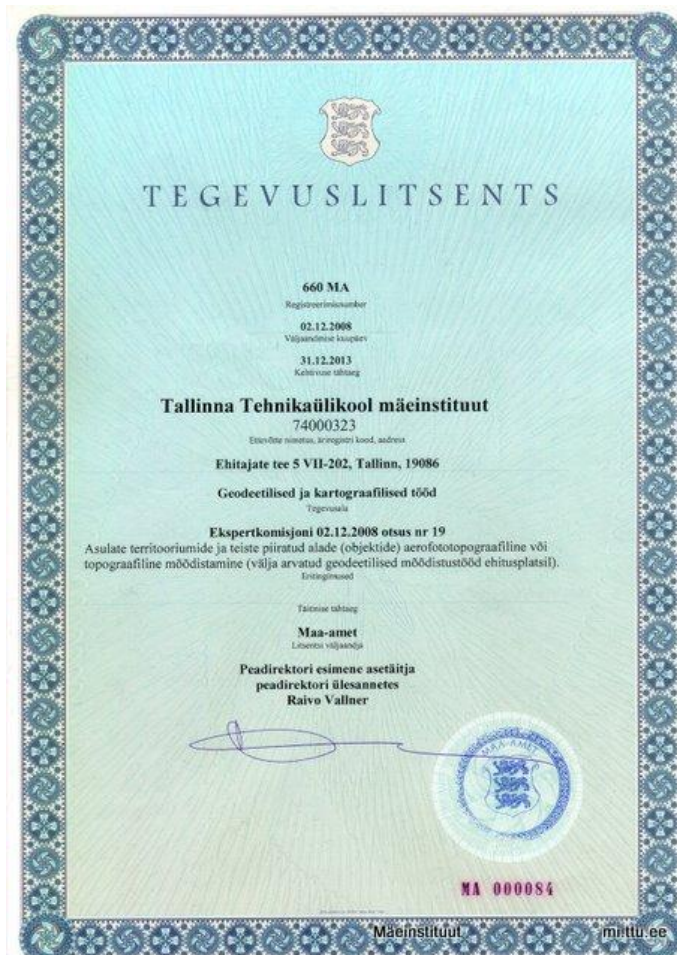 TEGEVUSLITSENTS
660 MA
Registreerimisnumber
02.12.2008
Väljaandmise kuupäev
31.12.2013
Kehtivuse tähtaeg
Tallinna Tehnikaülikool mäeinstituut
74000323
Ettevõtte nimetus, äriregistri kood, aadress
Ehitajate tee 5 VII-202, Tallinn, 19086
Geodeetilised ja kartograafilised tööd
Tegevusala
Ekspertkomisjoni 02.12.2008 otsus nr 19
Asulate territooriumide ja teiste piiratud alade (objektide) aerofototopograafiline või
topograafiline mõõdistamine (välja arvatud geodeetilised mõõdistustööd ehitusplatsil).
Eritingimused
Täitmise tähtaeg
Maa-amet
Litsentsi väljaandja
Peadirektori esimene asetäitja
peadirektori ülesannetes
Raivo Vallner
MAA-AMET
MA 000084
Mäeinstituut mi.ttu.ee